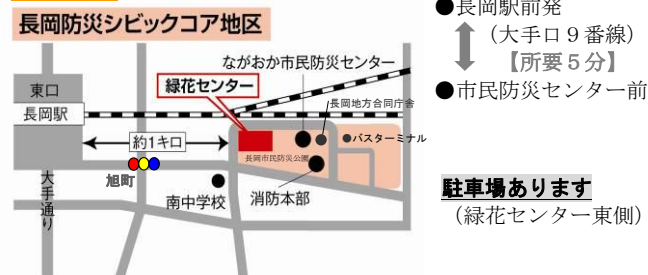 長岡防災シビックコア地区
東口
長岡駅
緑花センター
ながおか市民防災センター
長岡地方合同庁舎
●バスターミナル
約1キロ
長岡市民防災公園
旭町
大手通り
南中学校
消防本部
●長岡駅前発
(大手口9番線)
【所要5分】
●市民防災センター前
駐車場あります
(緑花センター東側)